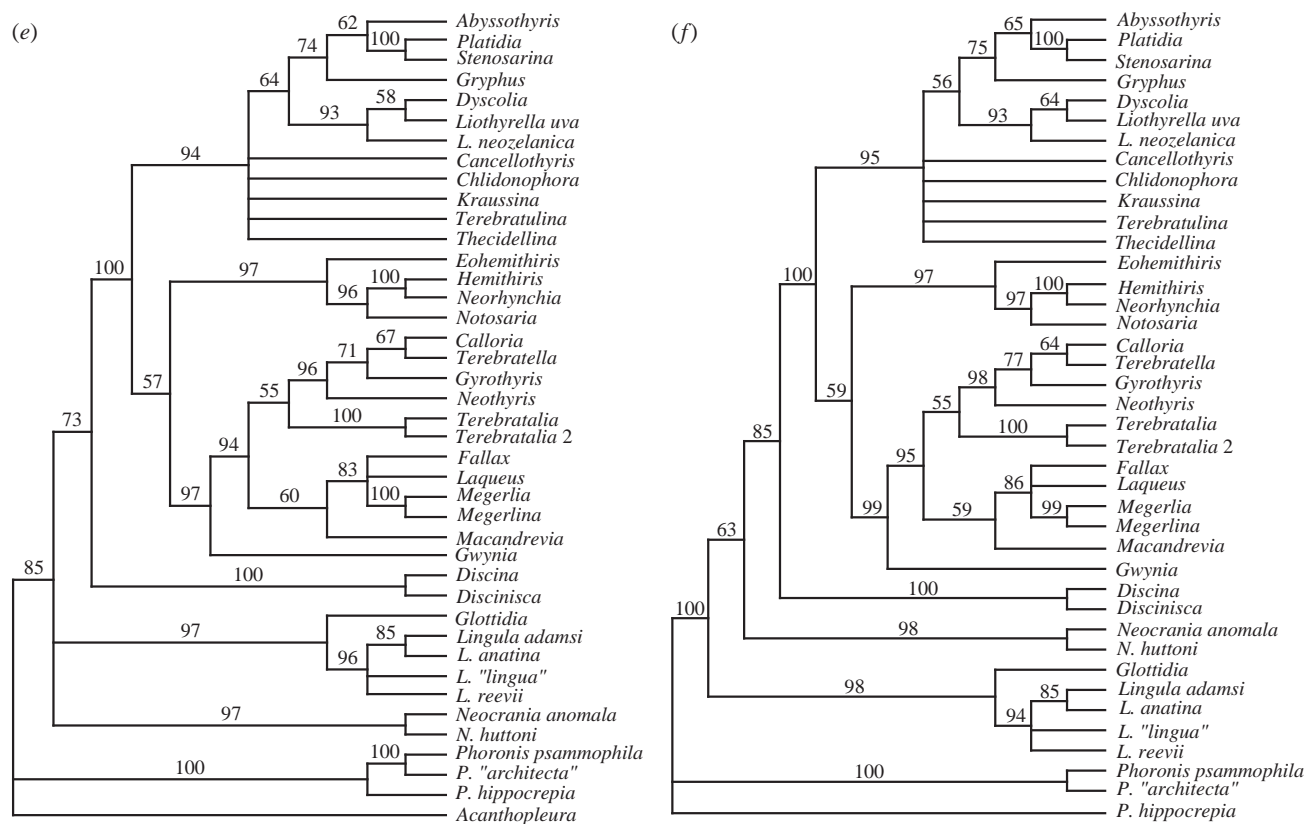 (e)
62
Abyssothyris
100
Platidia
74
Stenosarina
64
Gryphus
58
Dyscolia
93
Liothyrella uva
L. neozelanica
94
Cancellothyris
Chlidonophora
Kraussina
Terebratulina
Thecidellina
100
97
Eohemithiris
100
Hemithiris
96
Neorhynchia
Notosaria
57
67
Calloria
71
Terebratella
96
Gyrothyris
55
Neothyris
100
Terebratalia
Terebratalia 2
73
94
83
Fallax
Laqueus
97
60
100
Megerlia
Megerlina
Macandrevia
Gwynia
85
100
Discina
Discinisca
97
Glottidia
85
Lingula adamsi
96
L. anatina
L. "lingua"
L. reevii
97
Neocrania anomala
N. huttoni
100
100
Phoronis psammophila
P. "architecta"
P. hippocrepia
Acanthopleura
(f)
65
Abyssothyris
100
Platidia
75
Stenosarina
56
Gryphus
64
Dyscolia
93
Liothyrella uva
L. neozelanica
95
Cancellothyris
Chlidonophora
Kraussina
Terebratulina
Thecidellina
100
97
Eohemithiris
100
Hemithiris
97
Neorhynchia
Notosaria
59
64
Calloria
77
Terebratella
98
Gyrothyris
55
Neothyris
100
Terebratalia
Terebratalia 2
85
95
86
Fallax
Laqueus
99
59
99
Megerlia
Megerlina
Macandrevia
Gwynia
63
100
Discina
Discinisca
100
98
Neocrania anomala
N. huttoni
98
Glottidia
85
Lingula adamsi
94
L. anatina
L. "lingua"
L. reevii
100
Phoronis psammophila
P. "architecta"
P. hippocrepia